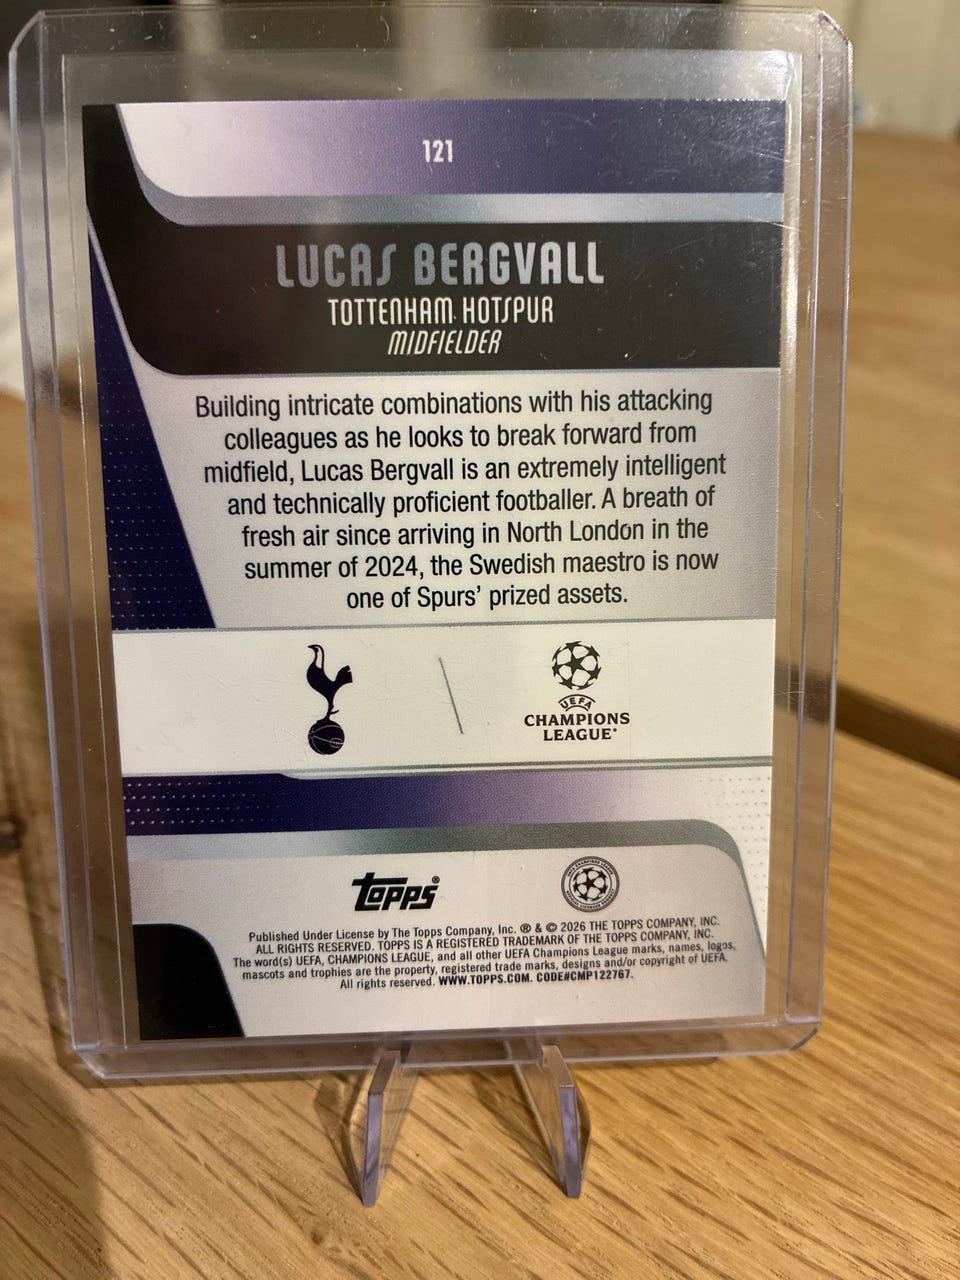 121
LUCAS BERGVALL
TOTTENHAM HOTSPUR
MIDFIELDER
Building intricate combinations with his attacking
colleagues as he looks to break forward from
midfield, Lucas Bergvall is an extremely intelligent
and technically proficient footballer. A breath of
fresh air since arriving in North London in the
summer of 2024, the Swedish maestro is now
one of Spurs' prized assets.
UEFA
CHAMPIONS
LEAGUE®
Topps®
Published Under License by The Topps Company, Inc. ® & © 2026 THE TOPPS COMPANY, INC.
ALL RIGHTS RESERVED. TOPPS IS A REGISTERED TRADEMARK OF THE TOPPS COMPANY, INC.
The word(s) UEFA, CHAMPIONS LEAGUE, and all other UEFA Champions League marks, names, logos,
mascots and trophies are the property, registered trade marks, designs and/or copyright of UEFA.
All rights reserved. WWW.TOPPS.COM. CODE#CMP122767.